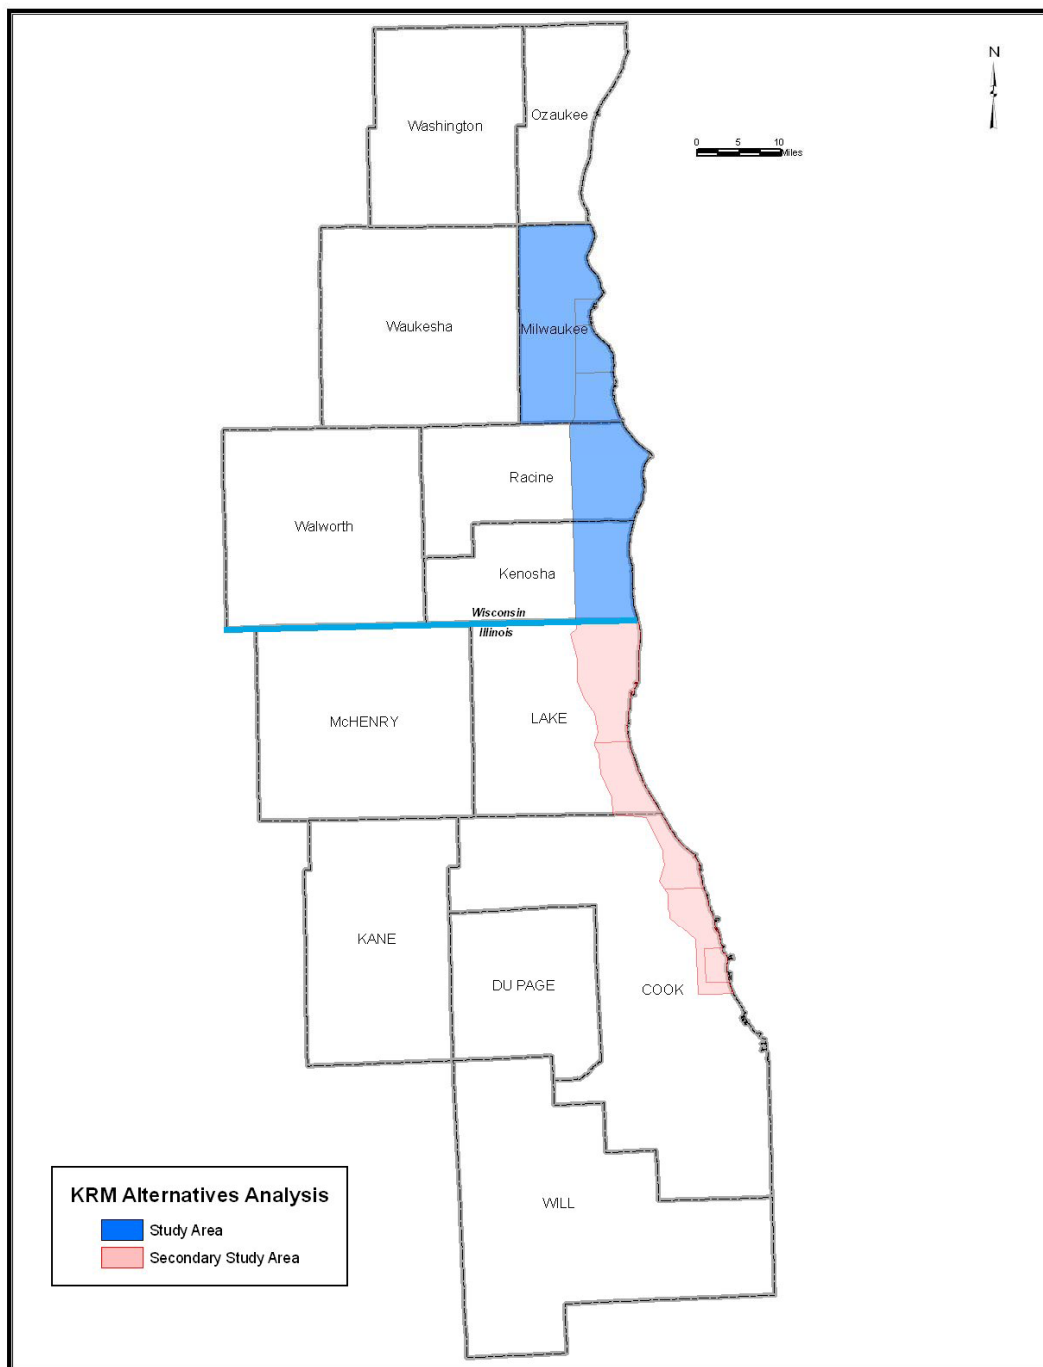 N
Ozaukee
Washington
0 5 10
Miles
Waukesha
Milwaukee
Racine
Walworth
Kenosha
Wisconsin
Illinois
McHENRY
LAKE
KANE
DU PAGE
COOK
WILL
KRM Alternatives Analysis
Study Area
Secondary Study Area